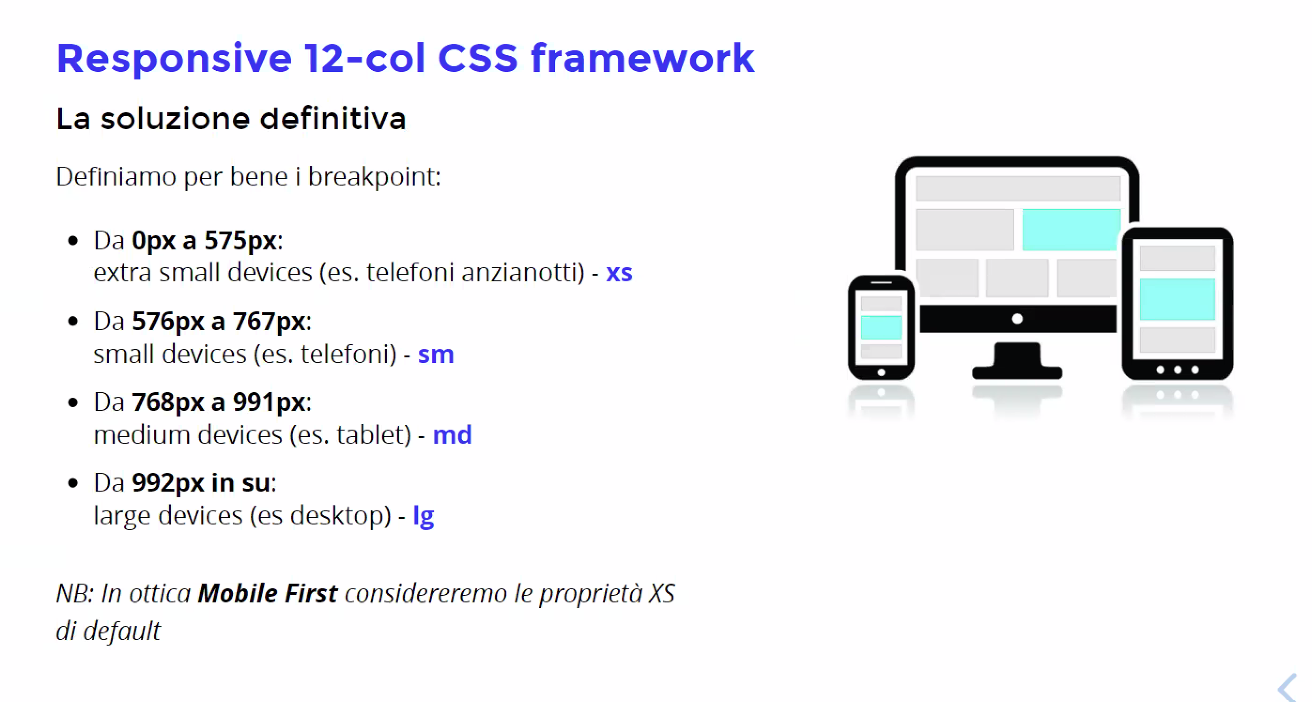 Responsive 12-col CSS framework
La soluzione definitiva
Definiamo per bene i breakpoint:
• Da 0px a 575px:
extra small devices (es. telefoni anzianotti) - xs
• Da 576px a 767px:
small devices (es. telefoni) - sm
• Da 768px a 991px:
medium devices (es. tablet) - md
• Da 992px in su:
large devices (es desktop) - lg
NB: In ottica Mobile First considereremo le proprietà XS
di default